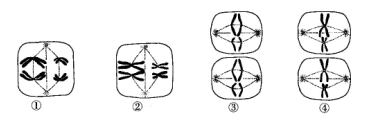 ① ② ③ ④